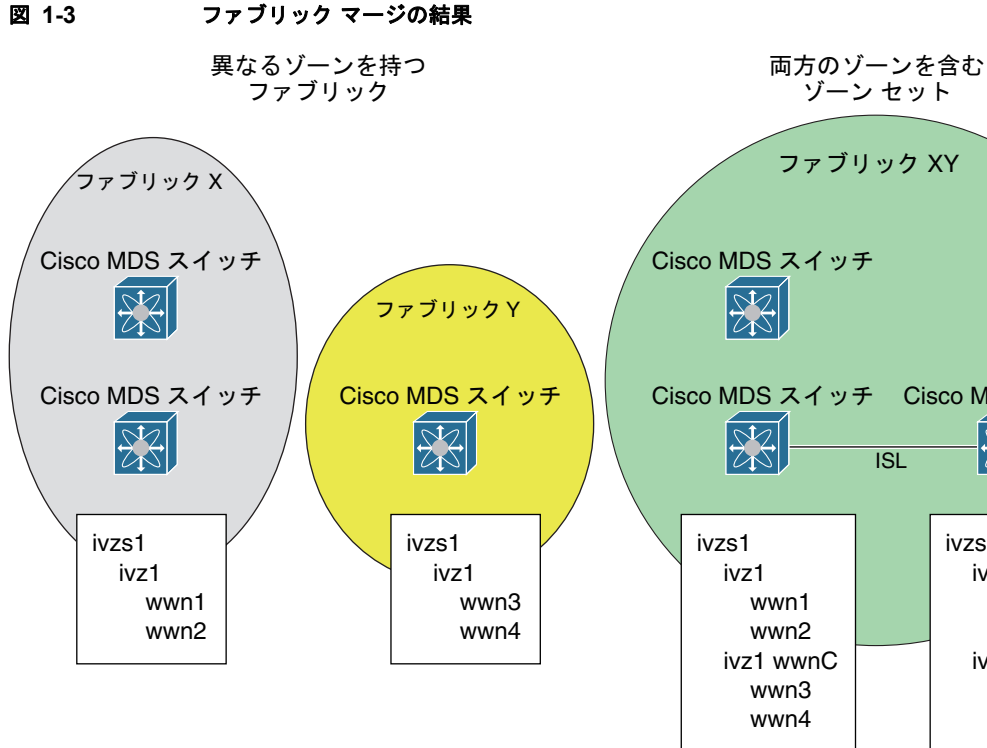 図 1-3 ファブリック マージの結果
異なるゾーンを持つ
ファブリック
両方のゾーンを含む
ゾーン セット
ファブリック X
Cisco MDS スイッチ
Cisco MDS スイッチ
ivzs1
ivz1
wwn1
wwn2
ファブリック Y
Cisco MDS スイッチ
ivzs1
ivz1
wwn3
wwn4
ファブリック XY
Cisco MDS スイッチ
Cisco MDS スイッチ
Cisco
ISL
ivzs1
ivz1
wwn1
wwn2
ivz1 wwnC
wwn3
wwn4